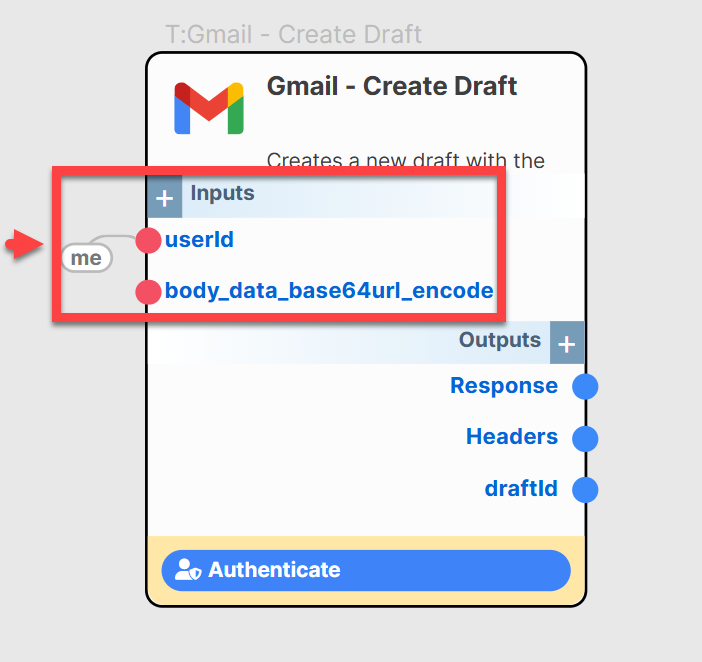 T:Gmail - Create Draft
Gmail - Create Draft
Creates a new draft with the
+ Inputs
me
userId
body_data_base64url_encode
Outputs +
Response
Headers
draftId
Authenticate